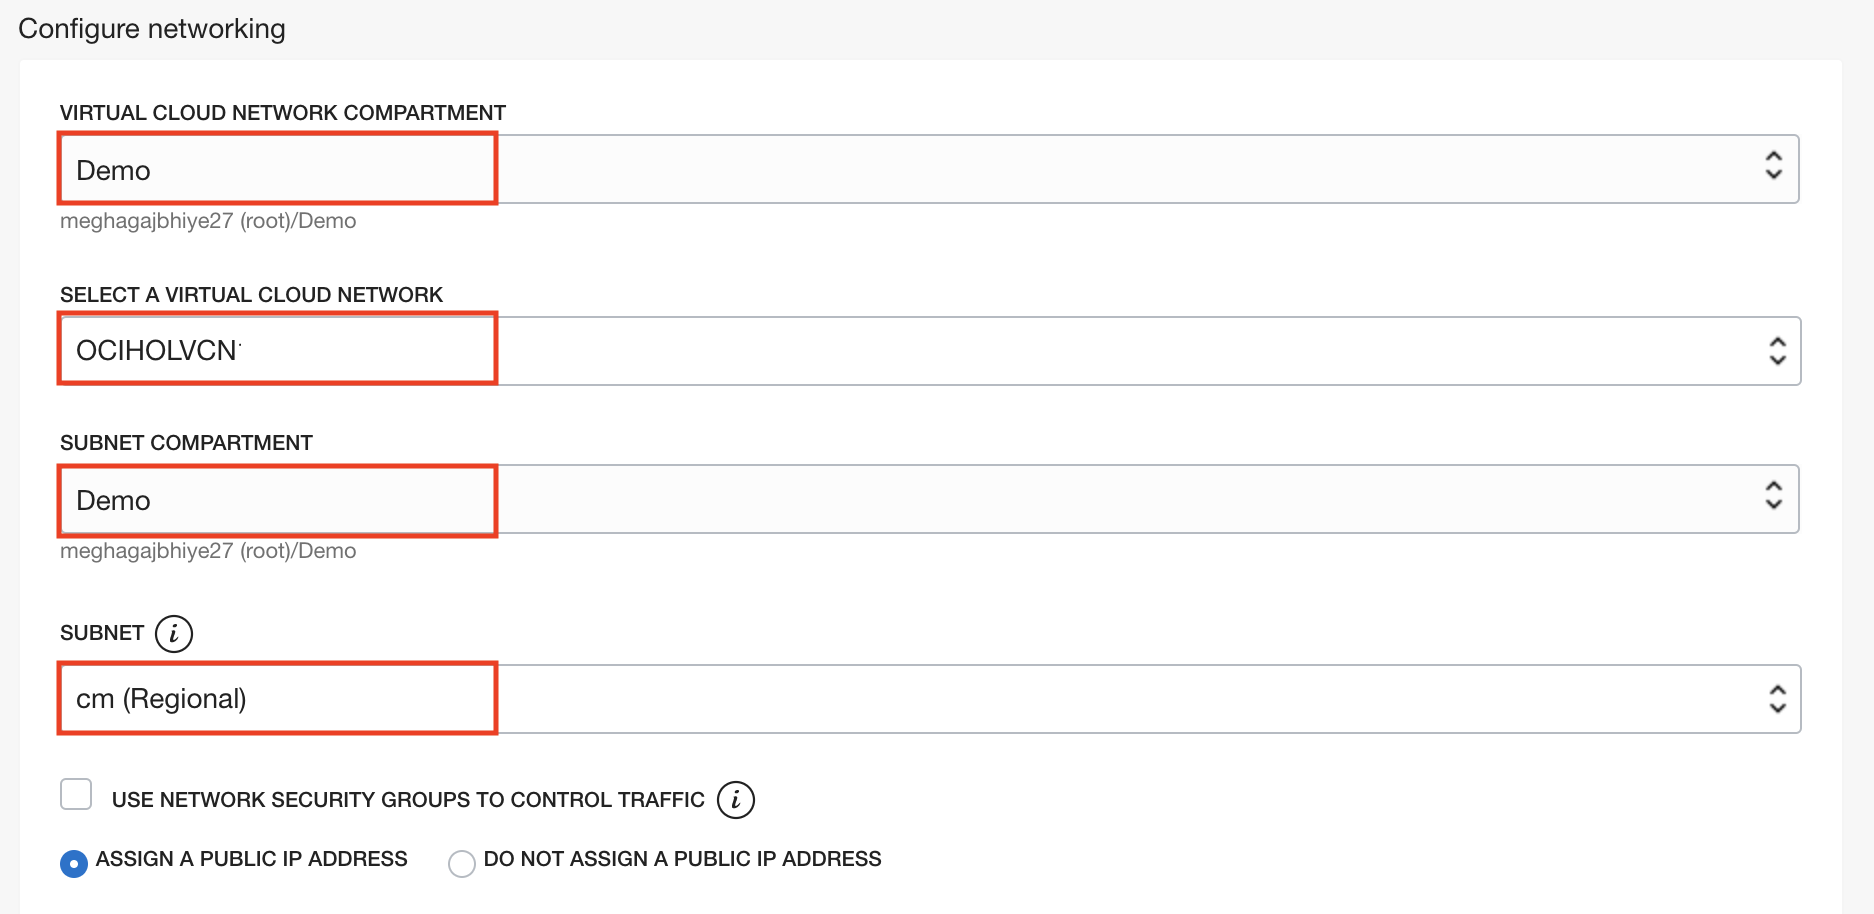 Configure networking
VIRTUAL CLOUD NETWORK COMPARTMENT
Demo
meghagajbhiye27 (root)/Demo
SELECT A VIRTUAL CLOUD NETWORK
OCIHOLVCN
SUBNET COMPARTMENT
Demo
meghagajbhiye27 (root)/Demo
SUBNET i
cm (Regional)
USE NETWORK SECURITY GROUPS TO CONTROL TRAFFIC i
ASSIGN A PUBLIC IP ADDRESS DO NOT ASSIGN A PUBLIC IP ADDRESS